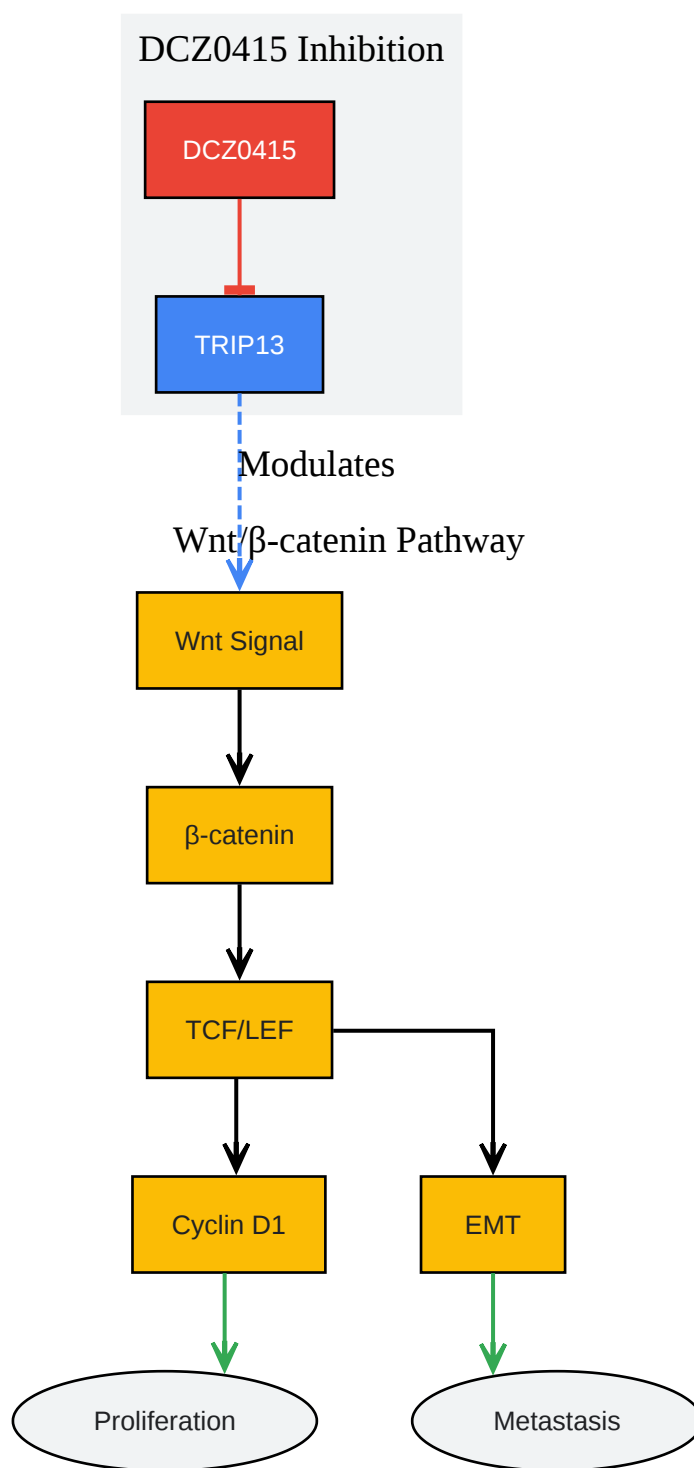 DCZ0415 Inhibition
DCZ0415
TRIP13
Modulates
Wnt/β-catenin Pathway
Wnt Signal
β-catenin
TCF/LEF
Cyclin D1
EMT
Proliferation
Metastasis